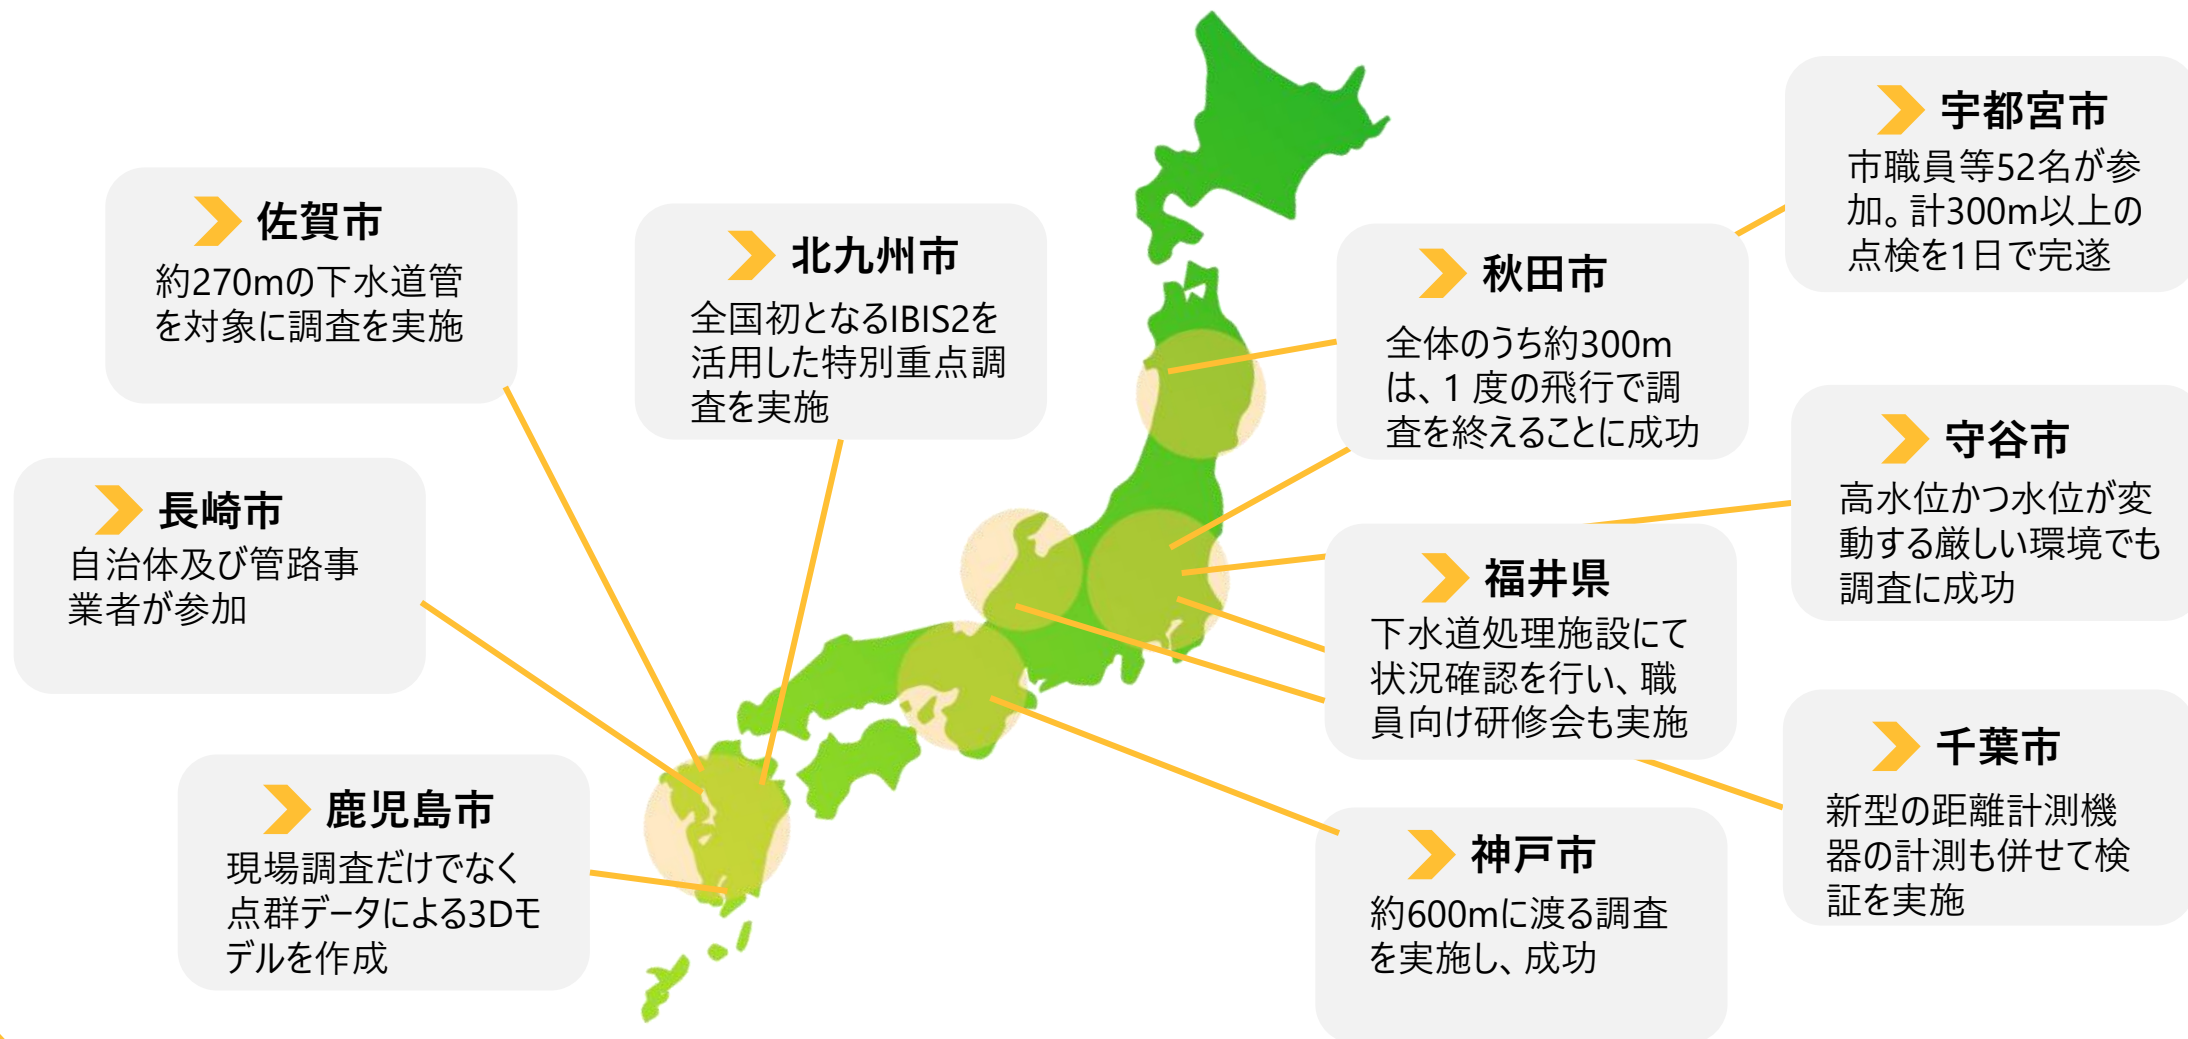 佐賀市
約270mの下水道管
を対象に調査を実施
北九州市
全国初となるIBIS2を
活用した特別重点調
査を実施
長崎市
自治体及び管路事
業者が参加
鹿児島市
現場調査だけでなく
点群データによる3Dモ
デルを作成
宇都宮市
市職員等52名が参
加。計300m以上の
点検を1日で完遂
秋田市
全体のうち約300m
は、1 度の飛行で調
査を終えることに成功
守谷市
高水位かつ水位が変
動する厳しい環境でも
調査に成功
福井県
下水道処理施設にて
状況確認を行い、職
員向け研修会も実施
千葉市
新型の距離計測機
器の計測も併せて検
証を実施
神戸市
約600mに渡る調査
を実施し、成功